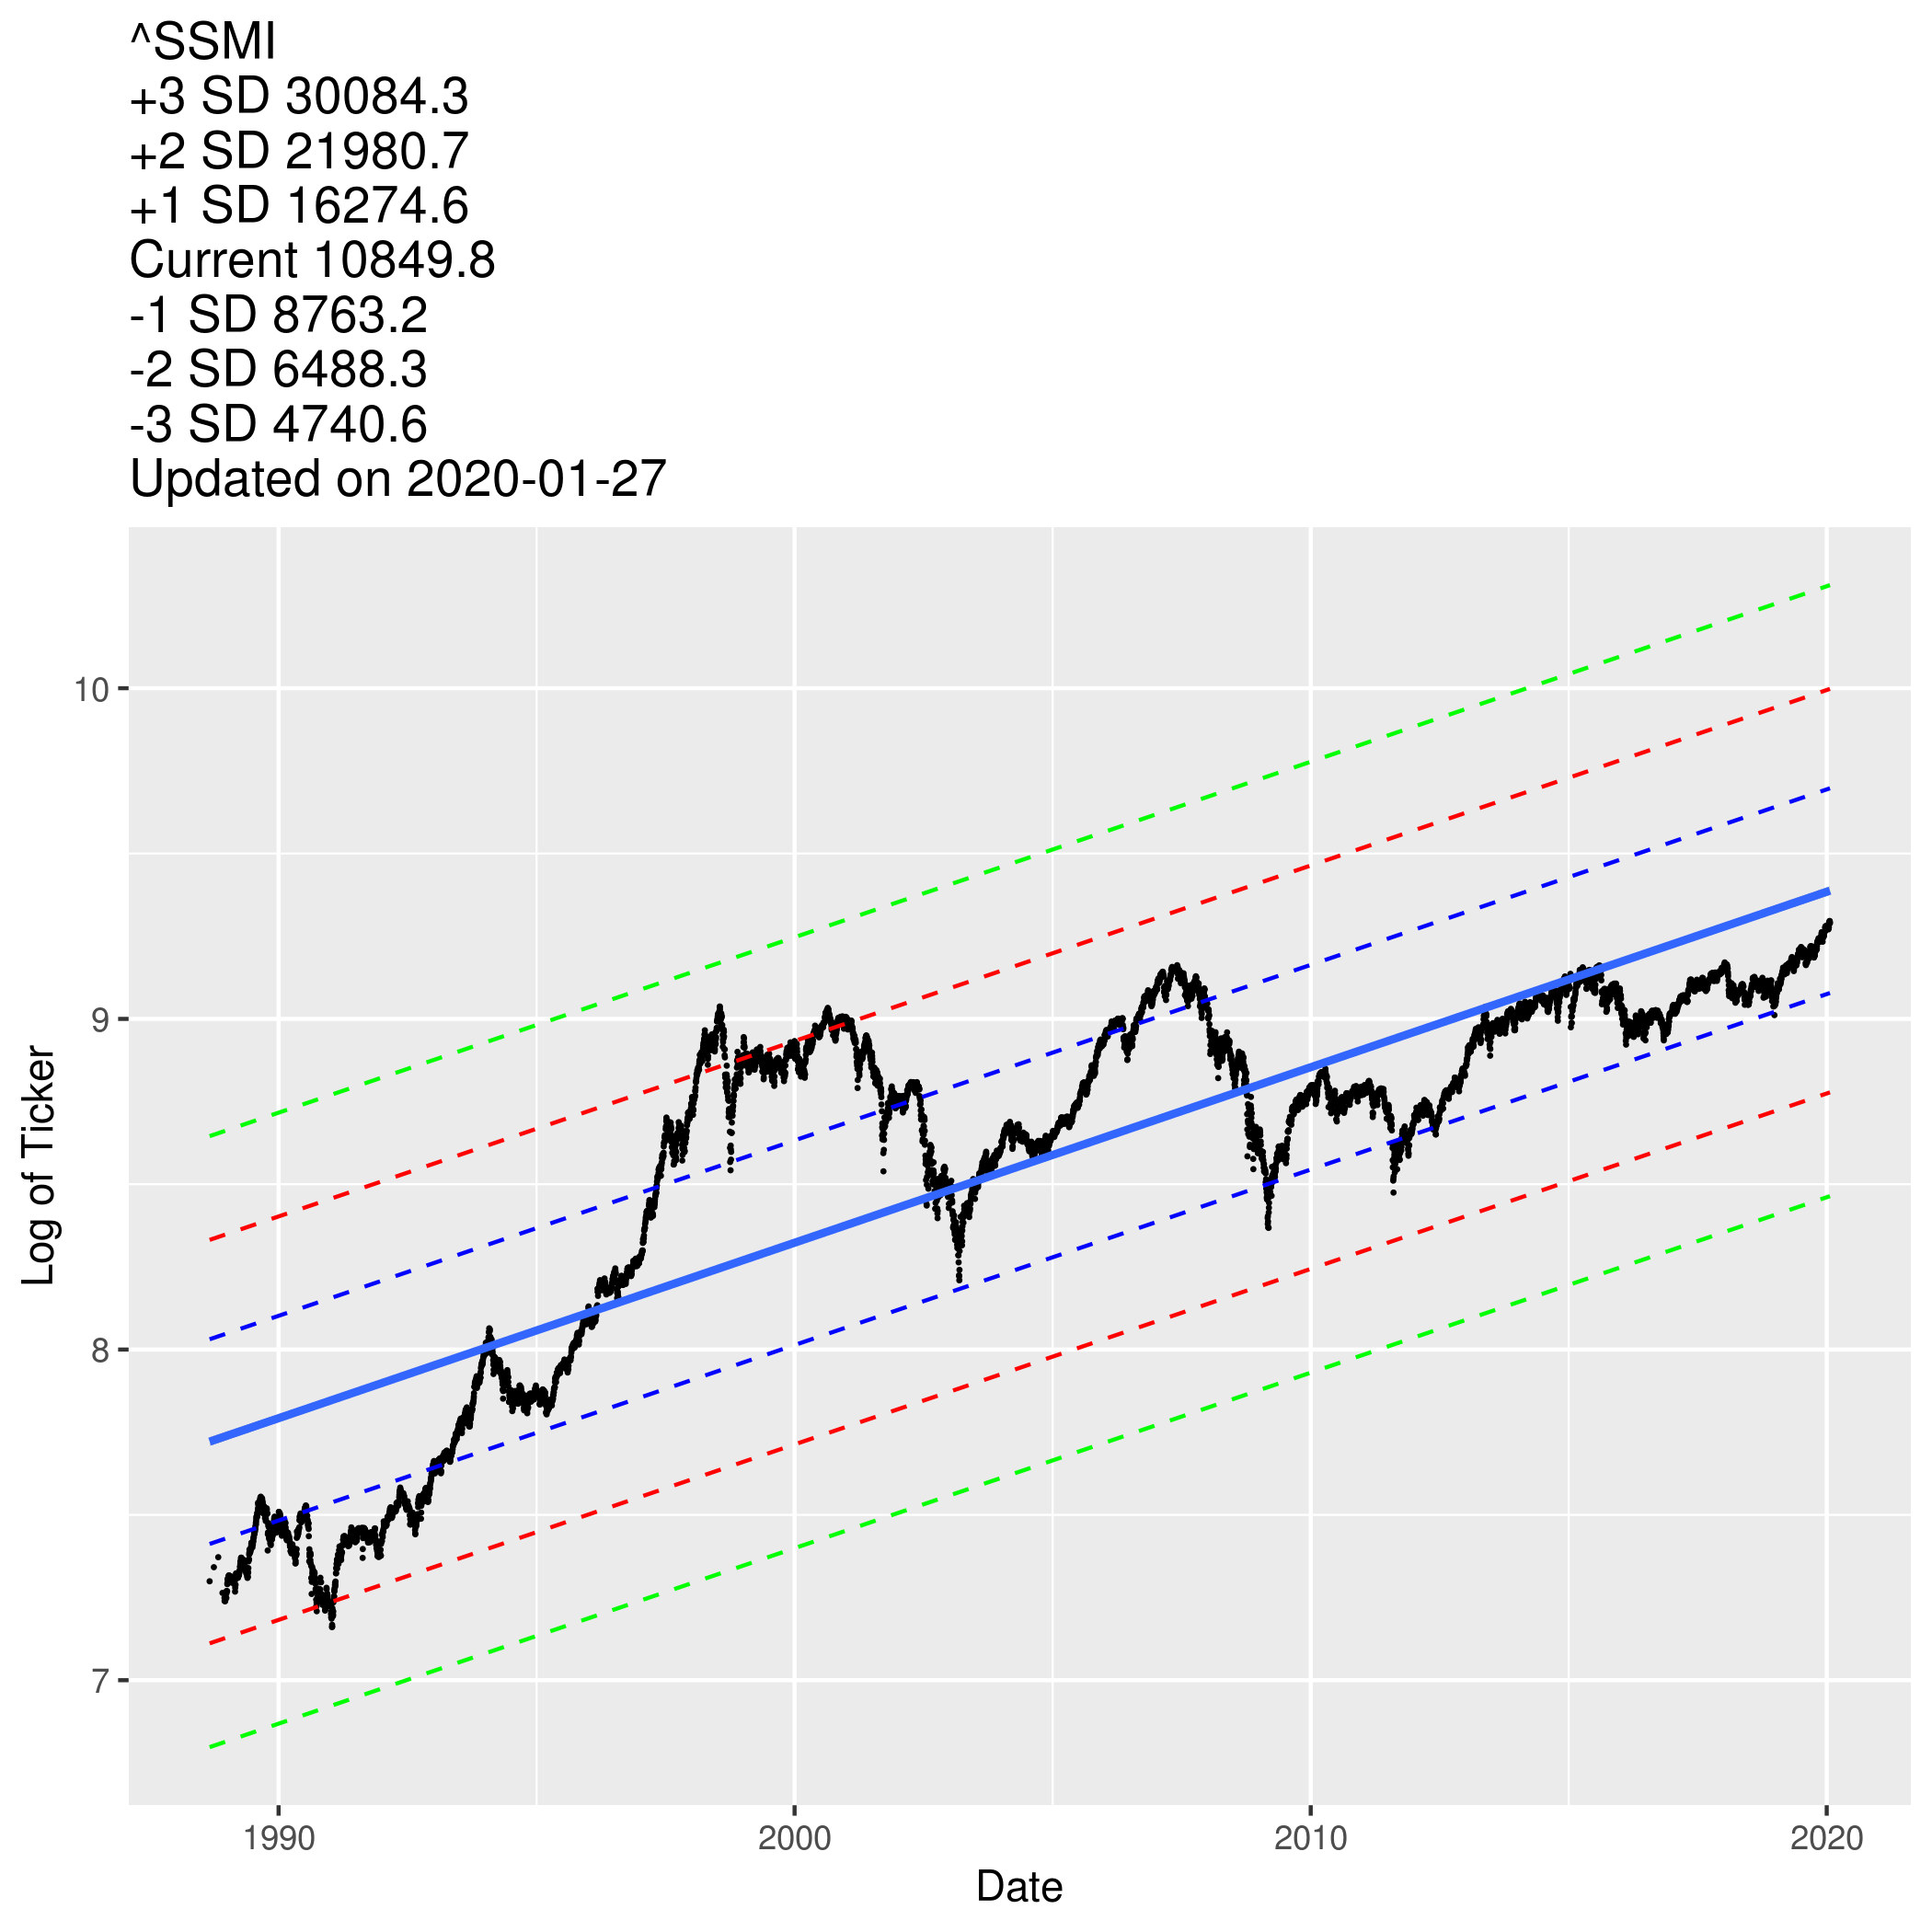 ^SSMI
+3 SD 30084.3
+2 SD 21980.7
+1 SD 16274.6
Current 10849.8
-1 SD 8763.2
-2 SD 6488.3
-3 SD 4740.6
Updated on 2020-01-27
10
9
8
7
Log of Ticker
1990
2000
2010
2020
Date